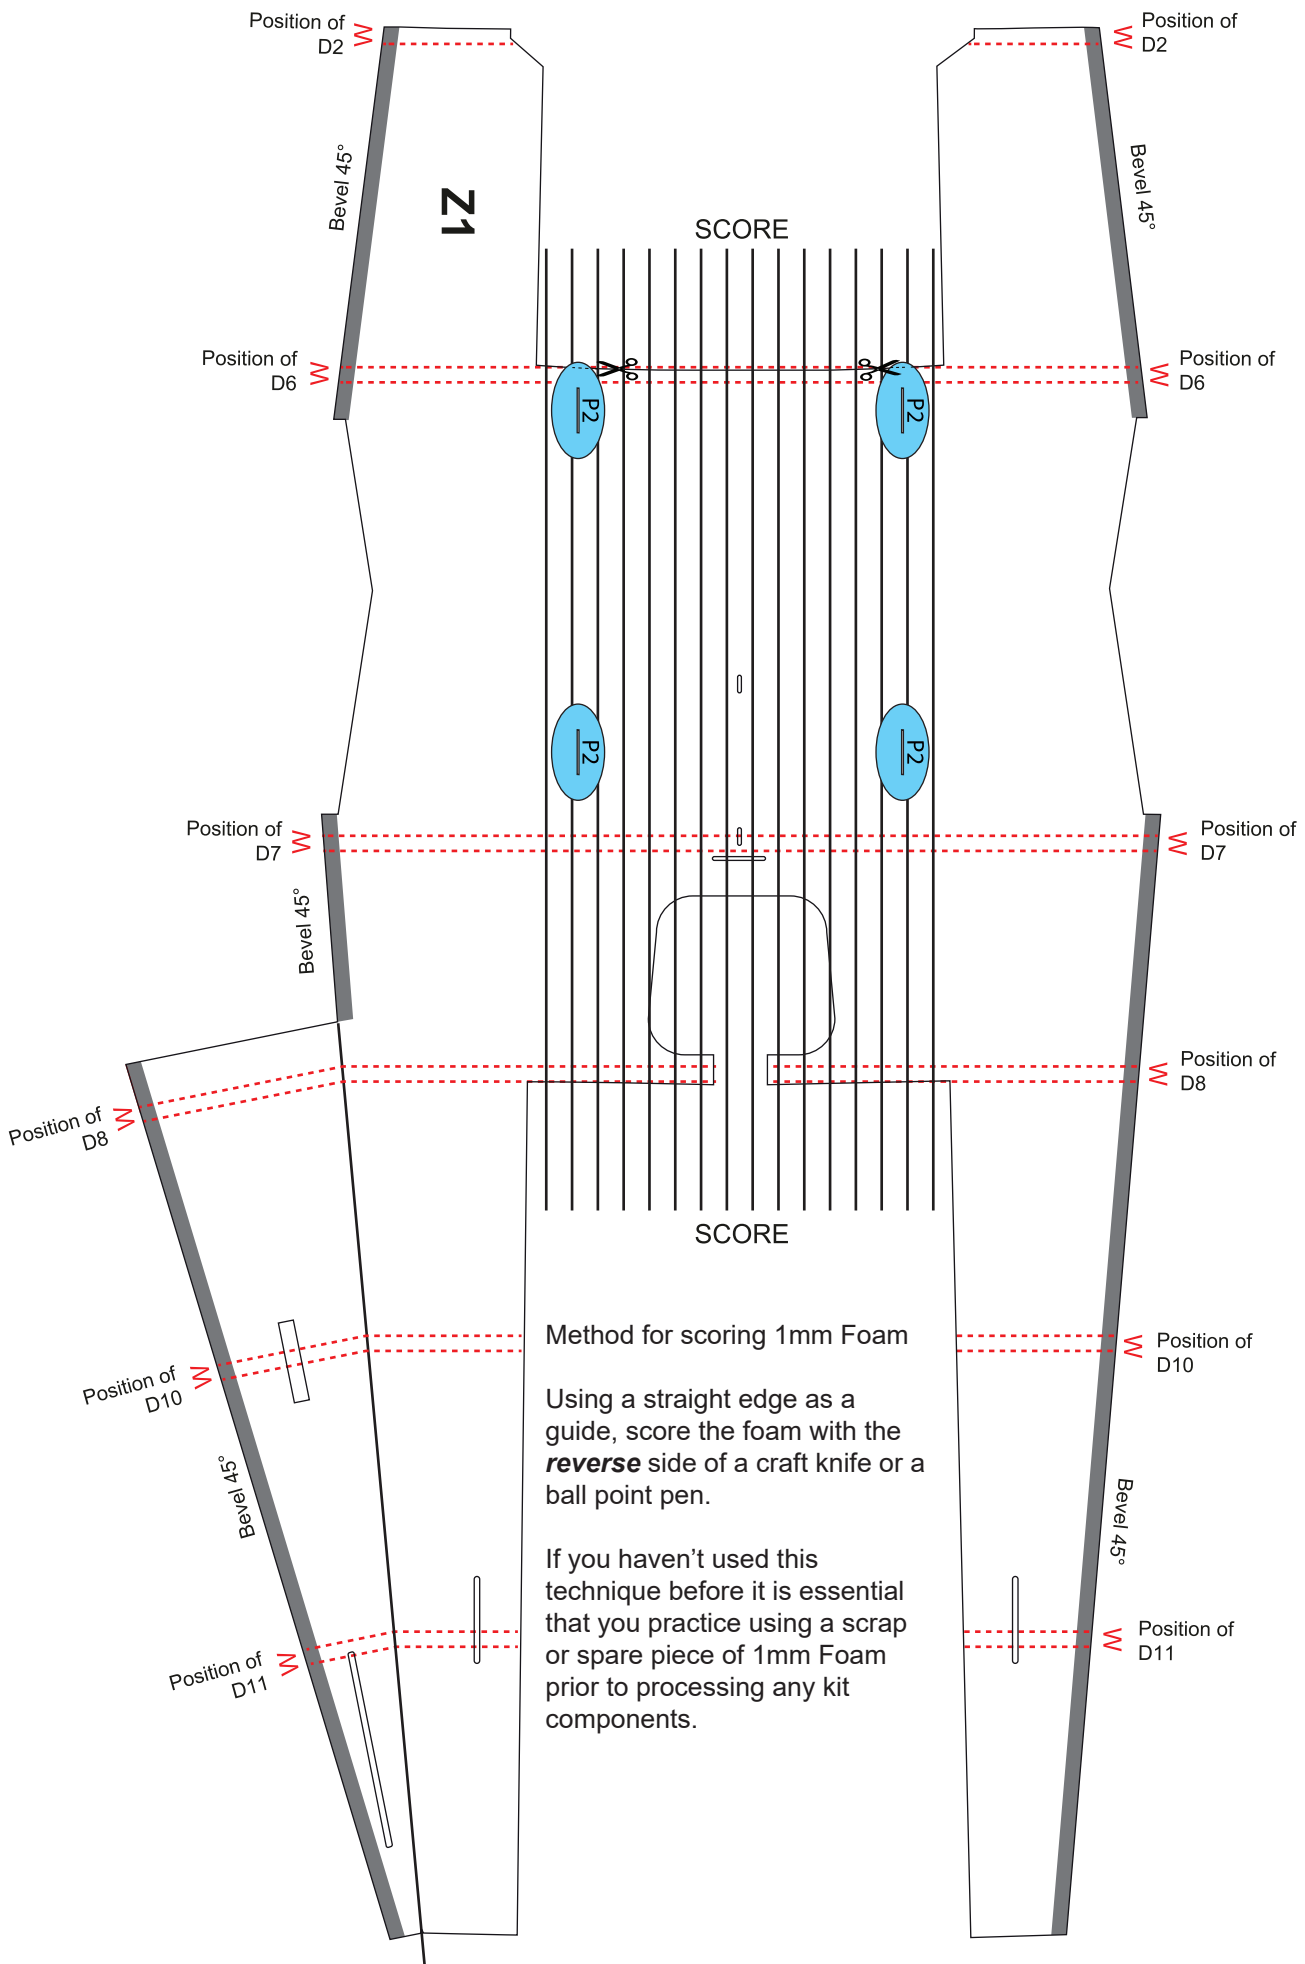 Position of
D2
Position of
D2
Bevel 45°
Bevel 45°
Z1
SCORE
Position of
D6
Position of
D6
P2
P2
P2
P2
Position of
D7
Position of
D7
Bevel 45°
Position of
D8
Position of
D8
SCORE
Method for scoring 1mm Foam
Using a straight edge as a
guide, score the foam with the
reverse side of a craft knife or a
ball point pen.
If you haven’t used this
technique before it is essential
that you practice using a scrap
or spare piece of 1mm Foam
prior to processing any kit
components.
Position of
D10
Position of
D10
Bevel 45°
Bevel 45°
Position of
D11
Position of
D11